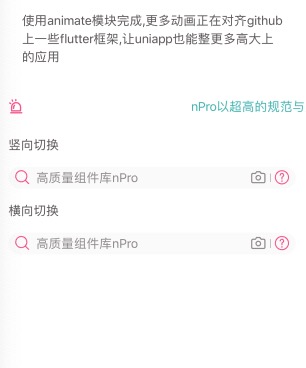 使用animate模块完成,更多动画正在对齐github
上一些flutter框架,让uniapp也能整更多高大上
的应用
nPro以超高的规范与
竖向切换
高质量组件库nPro
横向切换
高质量组件库nPro